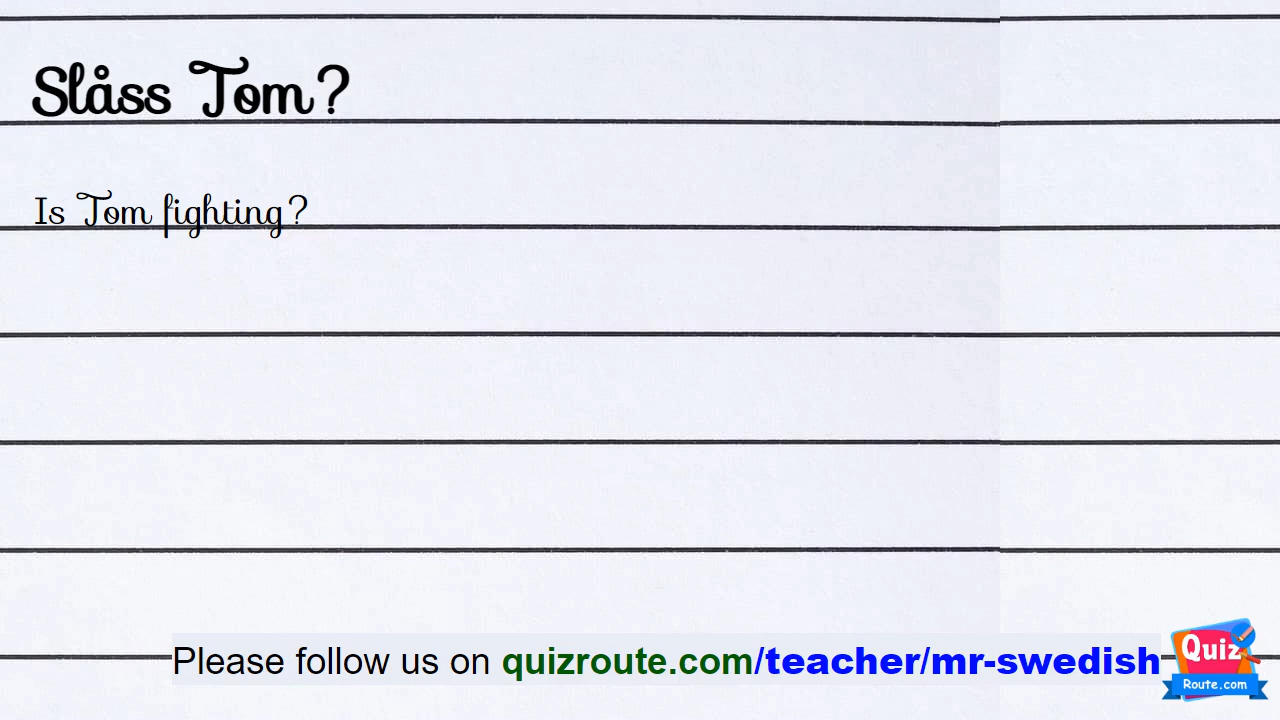 Slåss Tom?
Is Tom fighting?
Please follow us on quizroute.com/teacher/mr-swedish
Quiz
Route.com